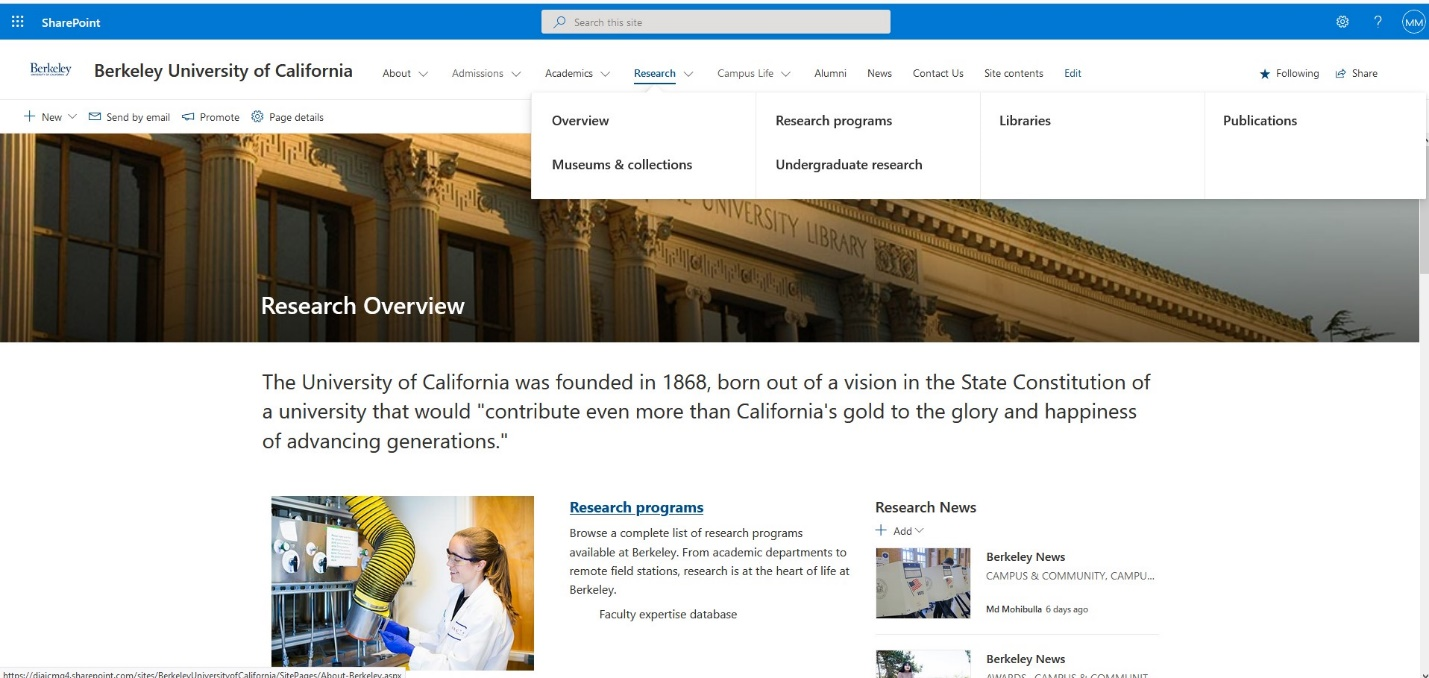 SharePoint
Search this site
MM
Berkeley
Berkeley University of California
About
Admissions
Academics
Research
Campus Life
Alumni
News
Contact Us
Site contents
Edit
Following
Share
New
Send by email
Promote
Page details
Overview
Research programs
Libraries
Publications
Museums & collections
Undergraduate research
THE UNIVERSITY LIBRARY
Research Overview
The University of California was founded in 1868, born out of a vision in the State Constitution of
a university that would "contribute even more than California's gold to the glory and happiness
of advancing generations."
Research programs
Browse a complete list of research programs
available at Berkeley. From academic departments to
remote field stations, research is at the heart of life at
Berkeley.
Faculty expertise database
Research News
Add
Berkeley News
CAMPUS & COMMUNITY, CAMPU...
Md Mohibulla 6 days ago
Berkeley News
AWARDS, CAMPUS & COMMUNIT...
https://diaicmg4.sharepoint.com/sites/BerkeleyUniversityofCalifornia/SitePages/About-Berkeley.aspx